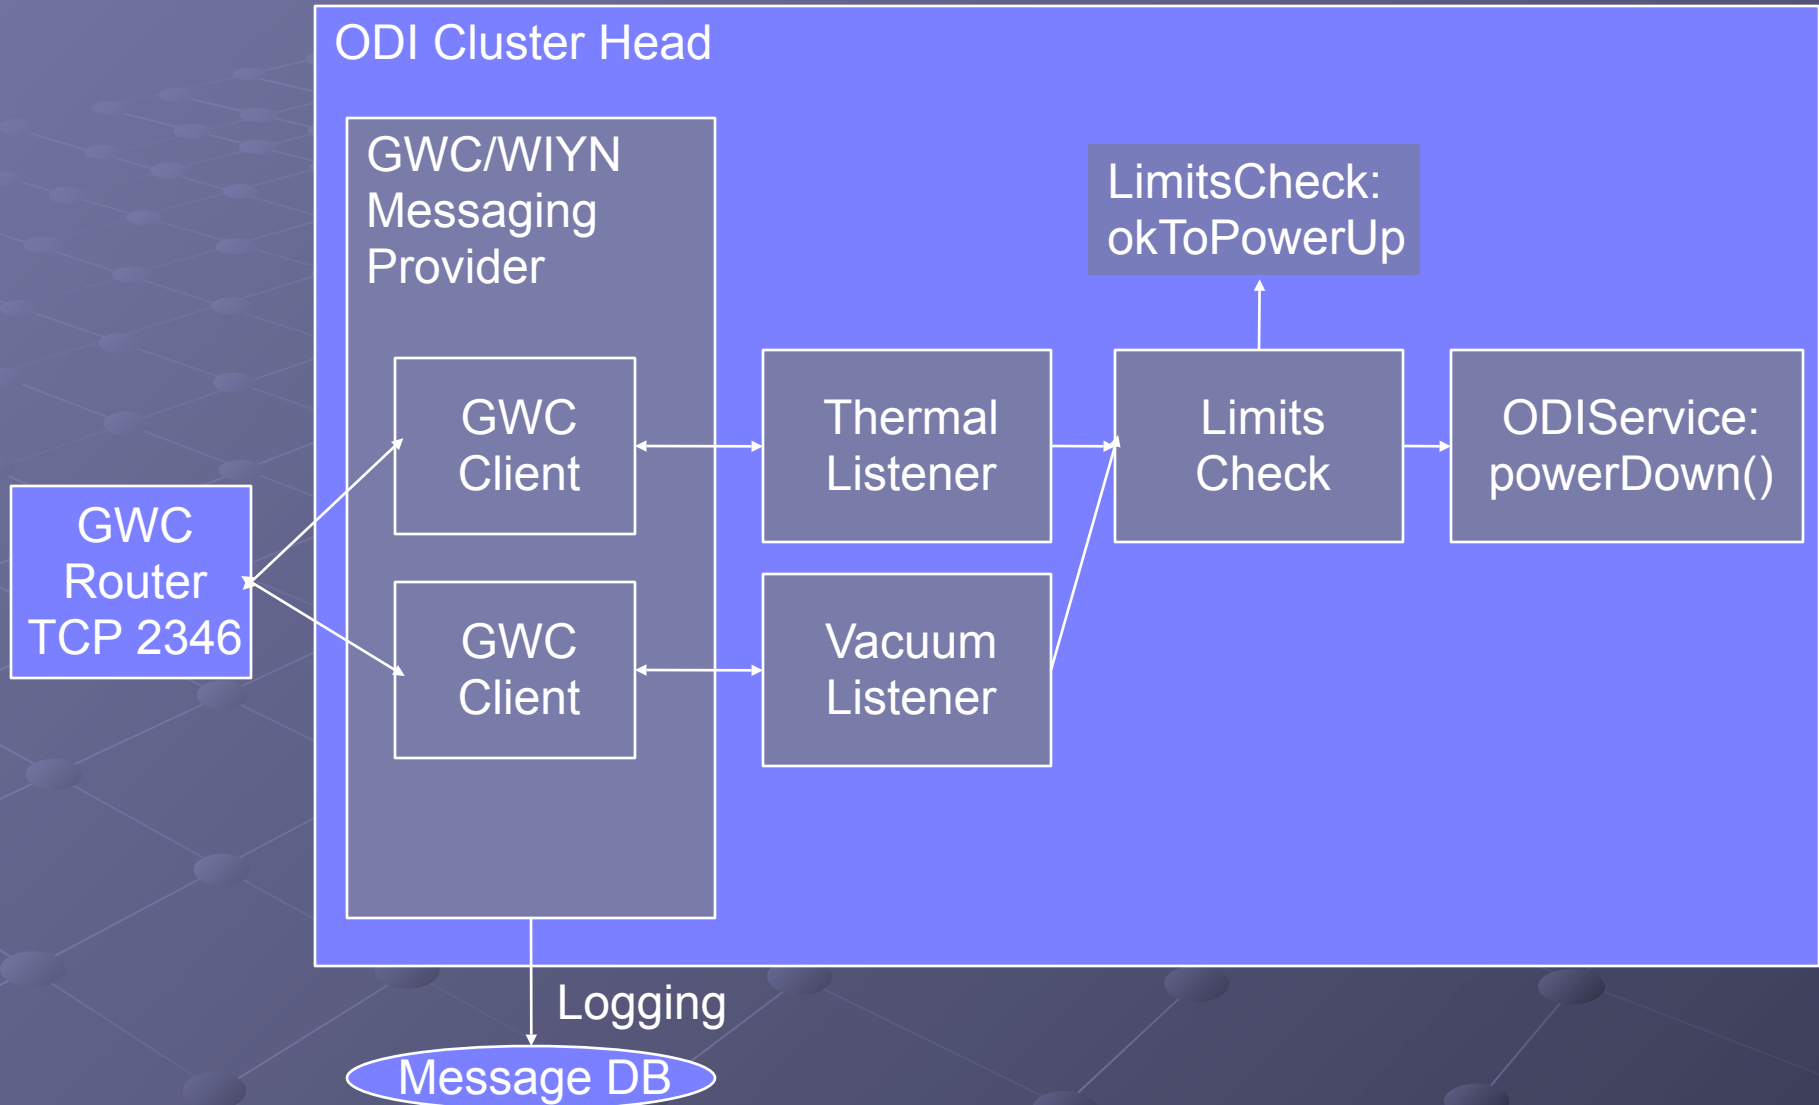 ODI Cluster Head
GWC/WIYN
Messaging
Provider
LimitsCheck:
okToPowerUp
GWC
Client
Thermal
Listener
Limits
Check
ODIService:
powerDown()
GWC
Router
TCP 2346
GWC
Client
Vacuum
Listener
Logging
Message DB